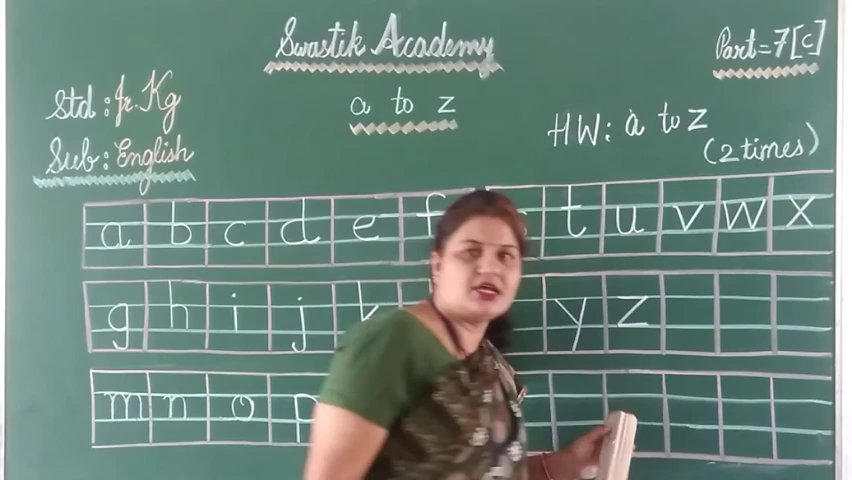 Swastik Academy
Part=7[c]
Std: Jr. Kg
a to z
HW: a to z
Sub: English
(2 times)
a b c d e f t u v w x
g h i j k y z
m n o p